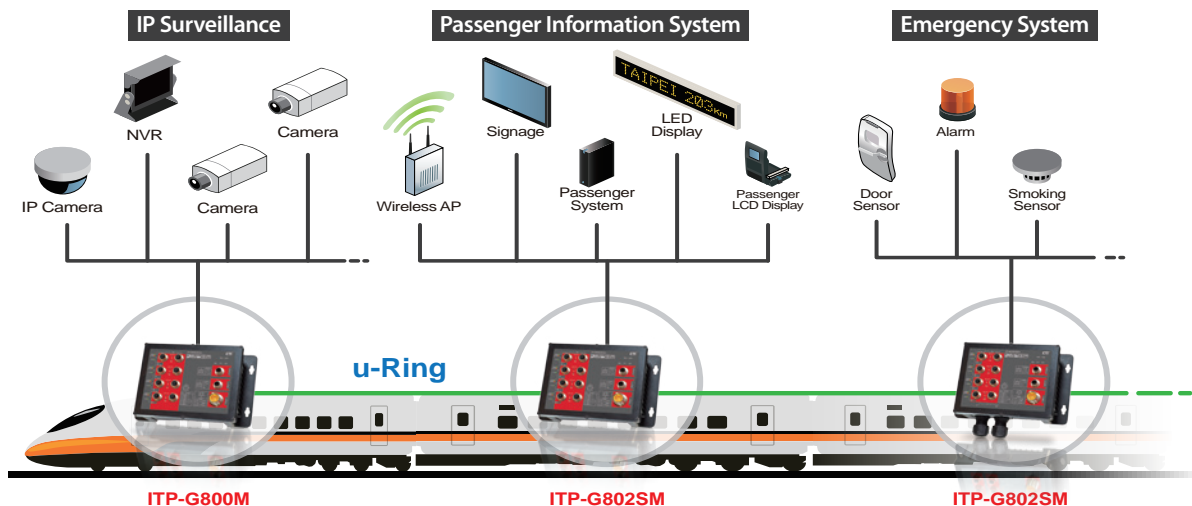 IP Surveillance
Passenger Information System
Emergency System
NVR
Camera
IP Camera
Camera
Signage
TAIPEI 203Km
LED
Display
Wireless AP
Passenger
System
Passenger
LCD Display
Alarm
Door
Sensor
Smoking
Sensor
u-Ring
ITP-G800M
ITP-G802SM
ITP-G802SM